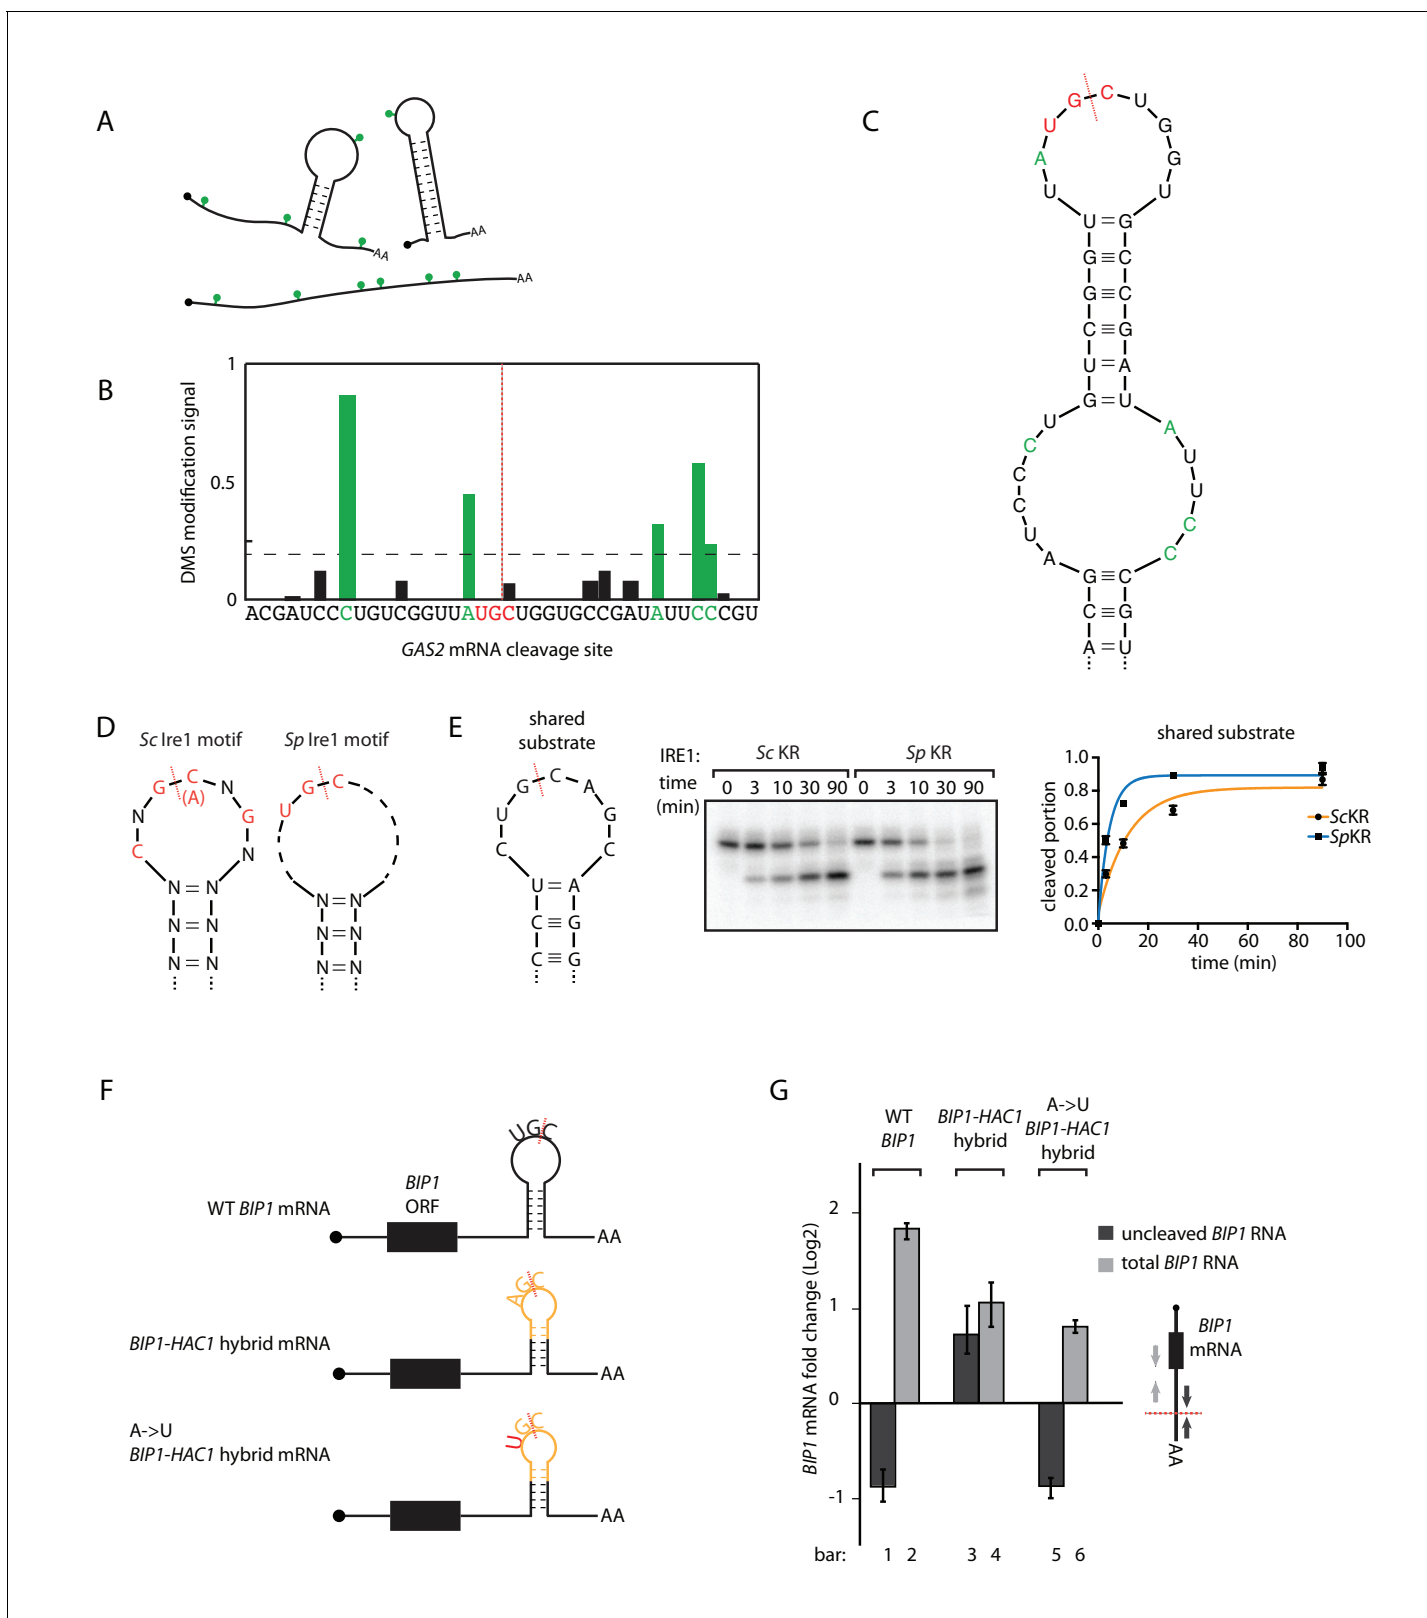 A
AA
AA
AA
B
DMS modification signal
1
0.5
0
ACGAUCCCUGUCGGUUAUGCUGGUGCCGAUAUUCCCGU
GAS2 mRNA cleavage site
C
U G C U
A G
U G
U U
U = G
G ≡ C
G ≡ C
C ≡ G
U = A
G = U
U A
C U
C U
C C
U C
A
G ≡ C
C ≡ G
A = U
D
Sc Ire1 motif
G C N
(A)
N G
C N
N = N
N = N
N = N
Sp Ire1 motif
U G C
N = N
N = N
N = N
E
shared
substrate
G C A
U G
C C
U = A
C ≡ G
C ≡ G
IRE1: Sc KR Sp KR
time 0 3 10 30 90 0 3 10 30 90
(min)
shared substrate
cleaved portion
1.0
0.8
0.6
0.4
0.2
0.0
0 20 40 60 80 100
time (min)
ScKR
SpKR
F
UGC
BIP1
ORF
WT BIP1 mRNA
AA
AGC
BIP1-HAC1 hybrid mRNA
AA
A->U
BIP1-HAC1 hybrid mRNA
UGC
AA
G
WT
BIP1
BIP1-HAC1
hybrid
A->U
BIP1-HAC1
hybrid
BIP1 mRNA fold change (Log2)
2
1
0
-1
uncleaved BIP1 RNA
total BIP1 RNA
BIP1
mRNA
AA
bar: 1 2 3 4 5 6